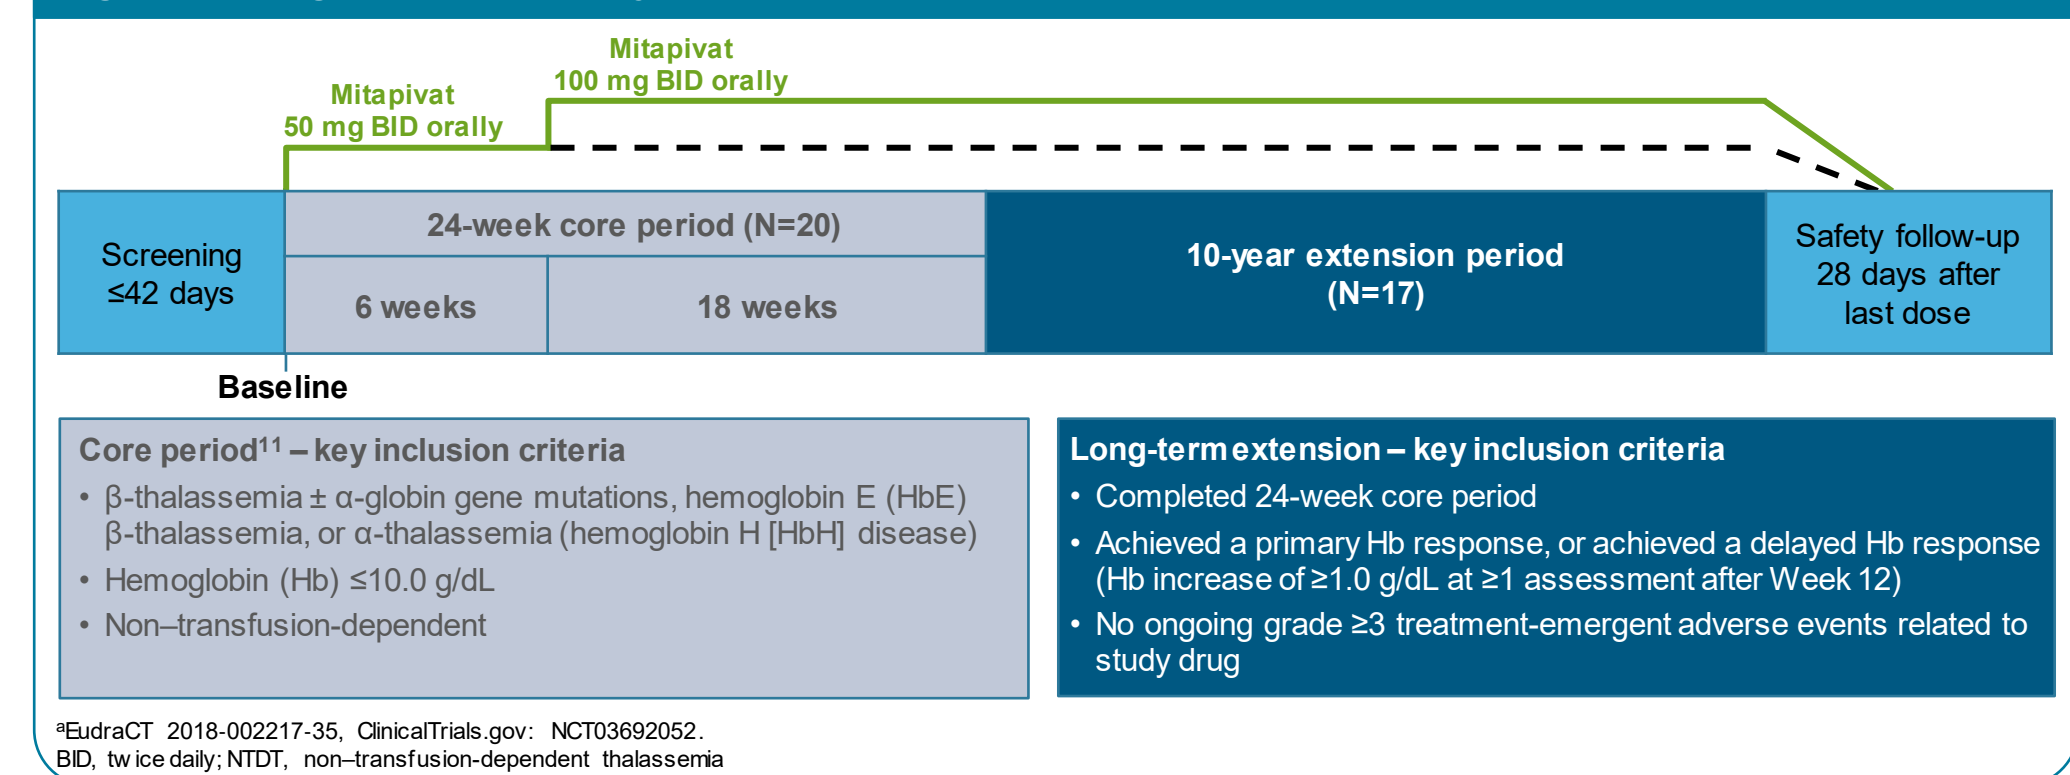 Mitapivat
100 mg BID orally
Mitapivat
50 mg BID orally
Screening
≤42 days
24-week core period (N=20)
6 weeks
18 weeks
10-year extension period
(N=17)
Safety follow-up
28 days after
last dose
Baseline
Core period¹¹ – key inclusion criteria
• β-thalassemia ± α-globin gene mutations, hemoglobin E (HbE)
β-thalassemia, or α-thalassemia (hemoglobin H [HbH] disease)
• Hemoglobin (Hb) ≤10.0 g/dL
• Non–transfusion-dependent
Long-term extension – key inclusion criteria
• Completed 24-week core period
• Achieved a primary Hb response, or achieved a delayed Hb response
(Hb increase of ≥1.0 g/dL at ≥1 assessment after Week 12)
• No ongoing grade ≥3 treatment-emergent adverse events related to
study drug
ᵃEudraCT 2018-002217-35, ClinicalTrials.gov: NCT03692052.
BID, twice daily; NTDT, non–transfusion-dependent thalassemia